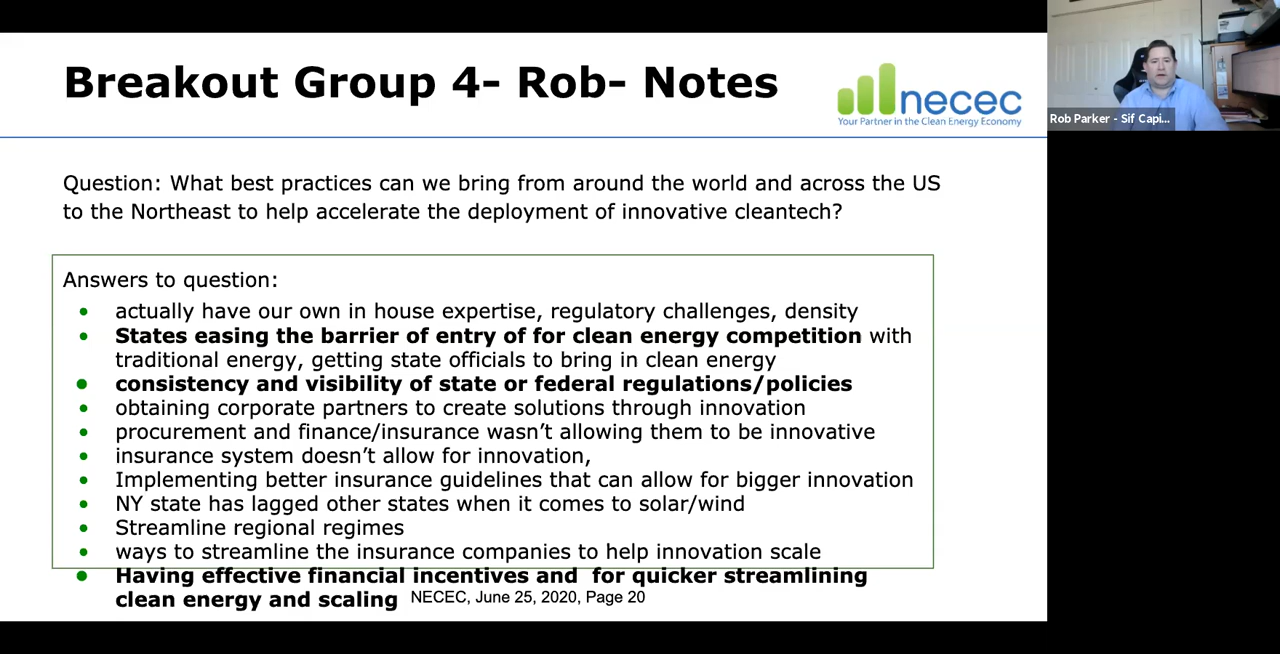 Breakout Group 4- Rob- Notes
necec
Your Partner in the Clean Energy Economy
Rob Parker - Sif Capi...
Question: What best practices can we bring from around the world and across the US
to the Northeast to help accelerate the deployment of innovative cleantech?
Answers to question:
• actually have our own in house expertise, regulatory challenges, density
• States easing the barrier of entry of for clean energy competition with
traditional energy, getting state officials to bring in clean energy
• consistency and visibility of state or federal regulations/policies
• obtaining corporate partners to create solutions through innovation
• procurement and finance/insurance wasn’t allowing them to be innovative
• insurance system doesn’t allow for innovation,
• Implementing better insurance guidelines that can allow for bigger innovation
• NY state has lagged other states when it comes to solar/wind
• Streamline regional regimes
• ways to streamline the insurance companies to help innovation scale
• Having effective financial incentives and for quicker streamlining
clean energy and scaling
NECEC, June 25, 2020, Page 20